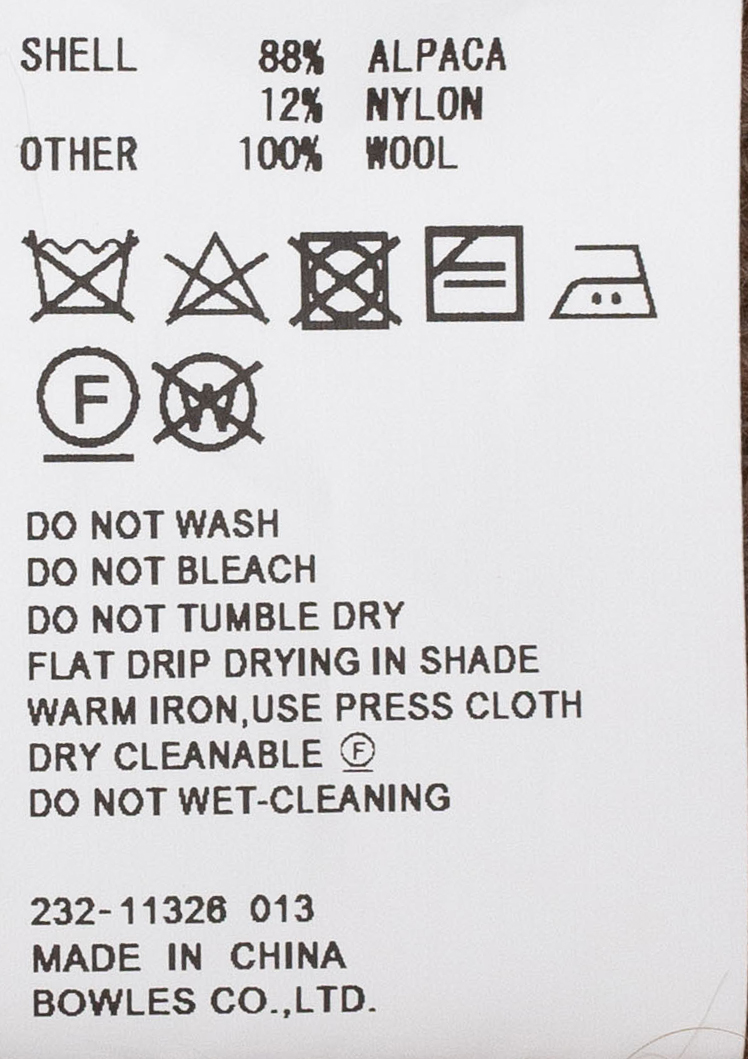 SHELL 88% ALPACA
12% NYLON
OTHER 100% WOOL
F W
DO NOT WASH
DO NOT BLEACH
DO NOT TUMBLE DRY
FLAT DRIP DRYING IN SHADE
WARM IRON,USE PRESS CLOTH
DRY CLEANABLE Ⓕ
DO NOT WET-CLEANING
232-11326 013
MADE IN CHINA
BOWLES CO.,LTD.